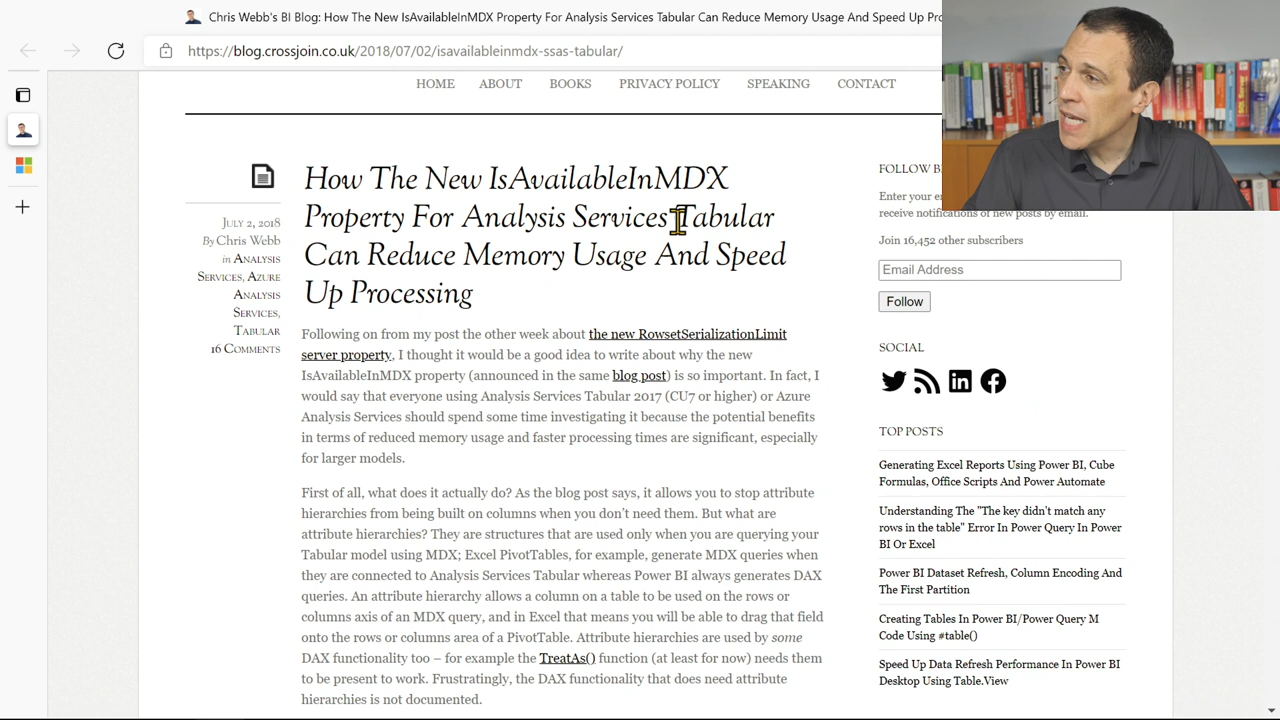 Chris Webb's BI Blog: How The New IsAvailableInMDX Property For Analysis Services Tabular Can Reduce Memory Usage And Speed Up
https://blog.crossjoin.co.uk/2018/07/02/isavailableinmdx-ssas-tabular/
HOME ABOUT BOOKS PRIVACY POLICY SPEAKING CONTACT
July 2, 2018
By Chris Webb
in Analysis
Services, Azure
Analysis
Services,
Tabular
16 Comments
How The New IsAvailableInMDX
Property For Analysis Services Tabular
Can Reduce Memory Usage And Speed
Up Processing
Following on from my post the other week about the new RowsetSerializationLimit
server property, I thought it would be a good idea to write about why the new
IsAvailableInMDX property (announced in the same blog post) is so important. In fact, I
would say that everyone using Analysis Services Tabular 2017 (CU7 or higher) or Azure
Analysis Services should spend some time investigating it because the potential benefits
in terms of reduced memory usage and faster processing times are significant, especially
for larger models.
First of all, what does it actually do? As the blog post says, it allows you to stop attribute
hierarchies from being built on columns when you don't need them. But what are
attribute hierarchies? They are structures that are used only when you are querying your
Tabular model using MDX; Excel PivotTables, for example, generate MDX queries when
they are connected to Analysis Services Tabular whereas Power BI always generates DAX
queries. An attribute hierarchy allows a column on a table to be used on the rows or
columns axis of an MDX query, and in Excel that means you will be able to drag that field
onto the rows or columns area of a PivotTable. Attribute hierarchies are used by some
DAX functionality too – for example the TreatAs() function (at least for now) needs them
to be present to work. Frustratingly, the DAX functionality that does need attribute
hierarchies is not documented.
FOLLOW
Enter your
receive notifications of new posts by email.
Join 16,452 other subscribers
Email Address
Follow
SOCIAL
TOP POSTS
Generating Excel Reports Using Power BI, Cube
Formulas, Office Scripts And Power Automate
Understanding The "The key didn't match any
rows in the table" Error In Power Query In Power
BI Or Excel
Power BI Dataset Refresh, Column Encoding And
The First Partition
Creating Tables In Power BI/Power Query M
Code Using #table()
Speed Up Data Refresh Performance In Power BI
Desktop Using Table.View